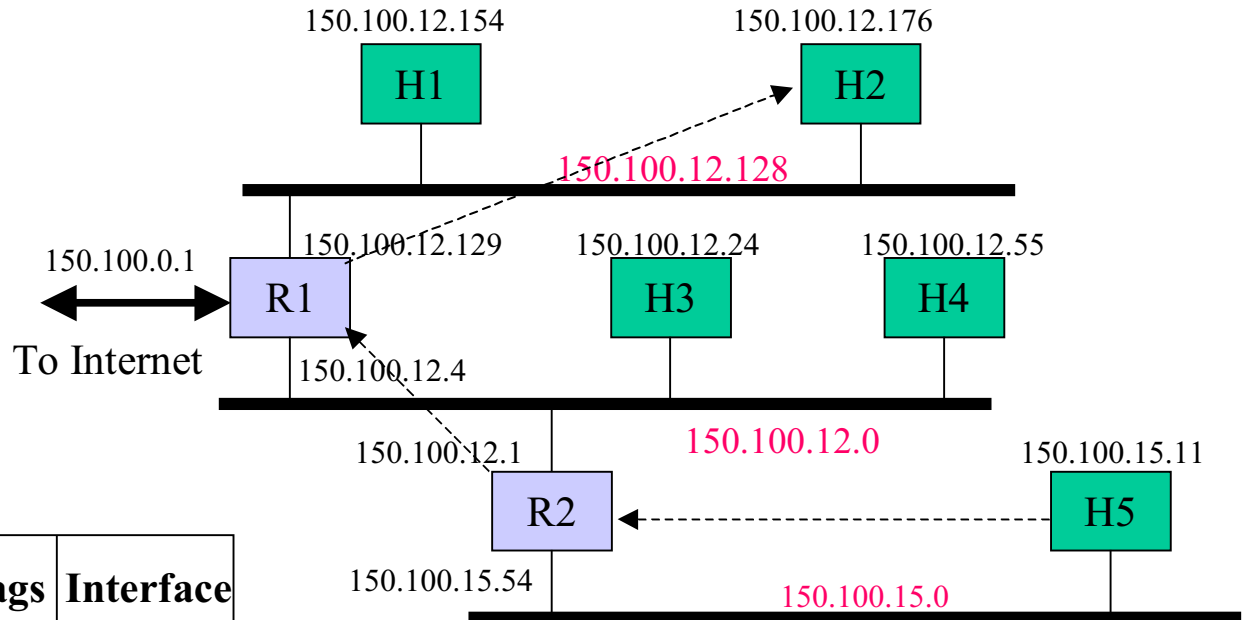 150.100.12.154
150.100.12.176
H1
H2
150.100.12.128
150.100.12.129
150.100.12.24
150.100.12.55
150.100.0.1
R1
H3
H4
To Internet
150.100.12.4
150.100.12.0
150.100.12.1
150.100.15.11
R2
H5
ags Interface
150.100.15.54
150.100.15.0